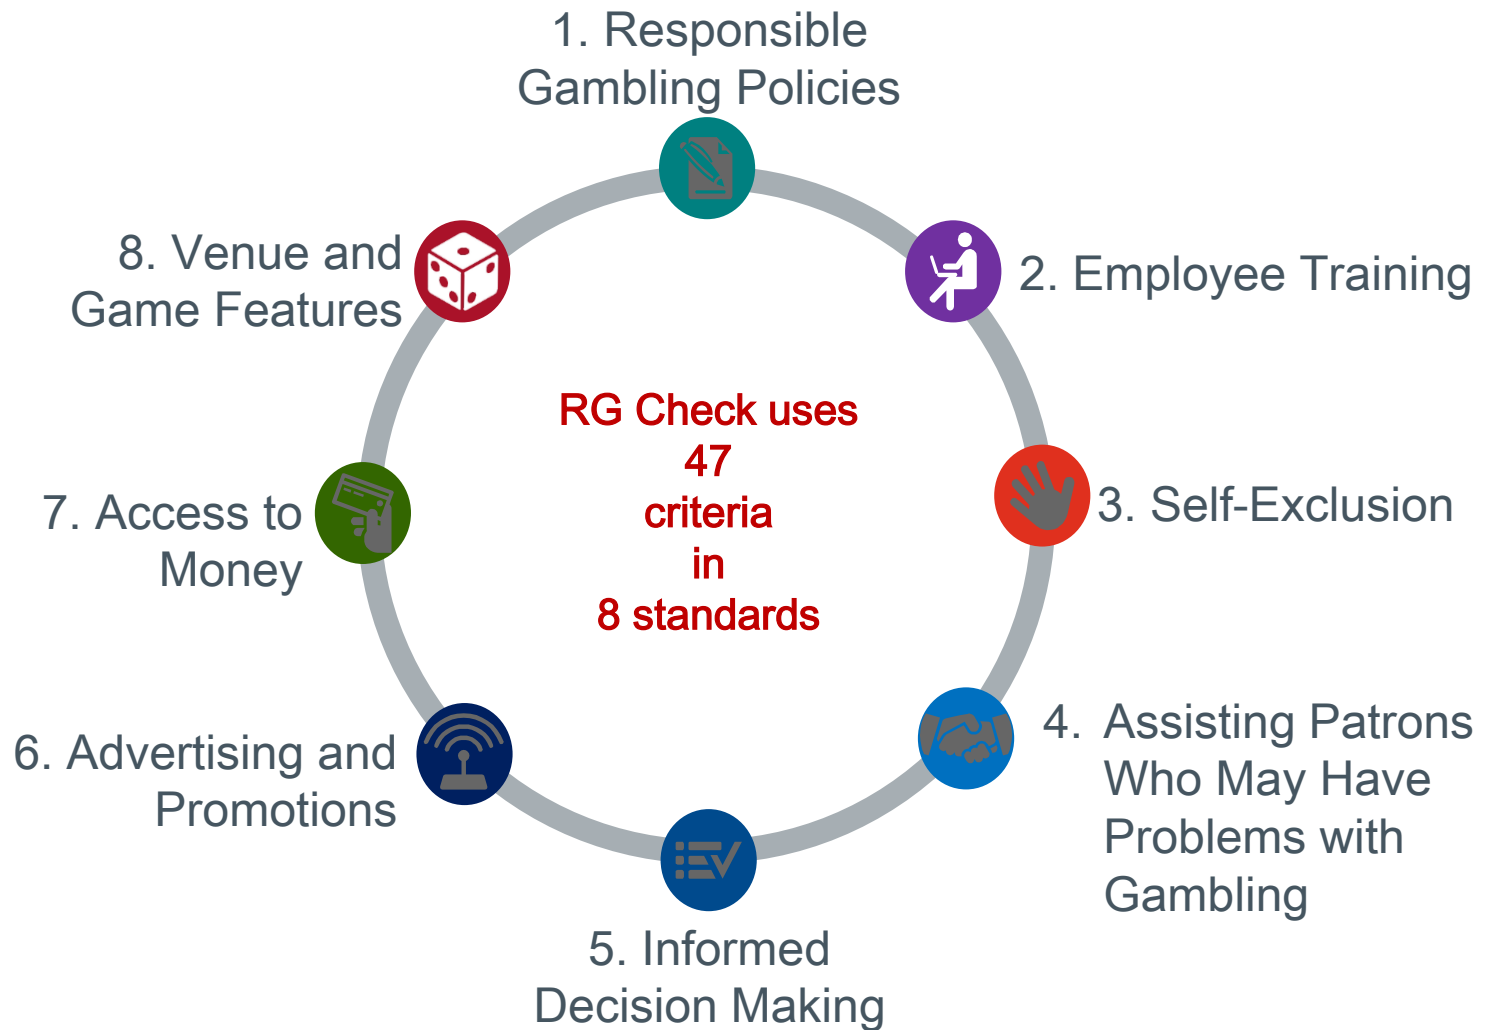 1. Responsible
Gambling Policies
2. Employee Training
3. Self-Exclusion
4. Assisting Patrons
Who May Have
Problems with
Gambling
5. Informed
Decision Making
6. Advertising and
Promotions
7. Access to
Money
8. Venue and
Game Features
RG Check uses
47
criteria
in
8 standards